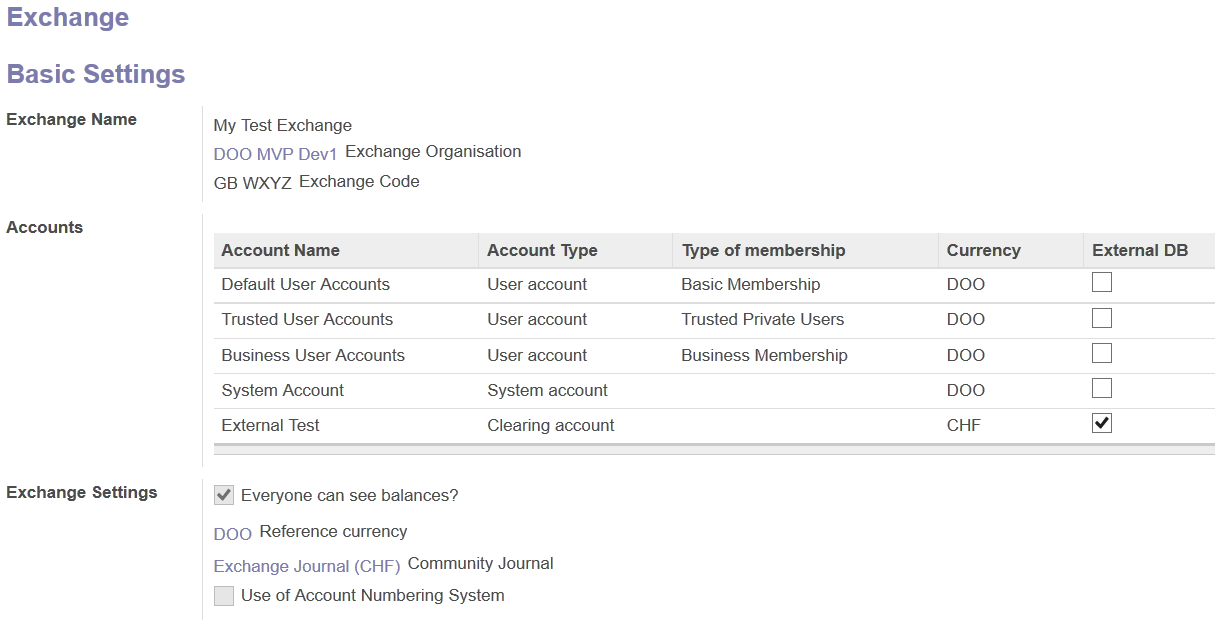 Exchange
Basic Settings
Exchange Name
My Test Exchange
DOO MVP Dev1 Exchange Organisation
GB WXYZ Exchange Code
Accounts
Account Name Account Type Type of membership Currency External DB
Default User Accounts User account Basic Membership DOO
Trusted User Accounts User account Trusted Private Users DOO
Business User Accounts User account Business Membership DOO
System Account System account DOO
External Test Clearing account CHF
Exchange Settings
Everyone can see balances?
DOO Reference currency
Exchange Journal (CHF) Community Journal
Use of Account Numbering System